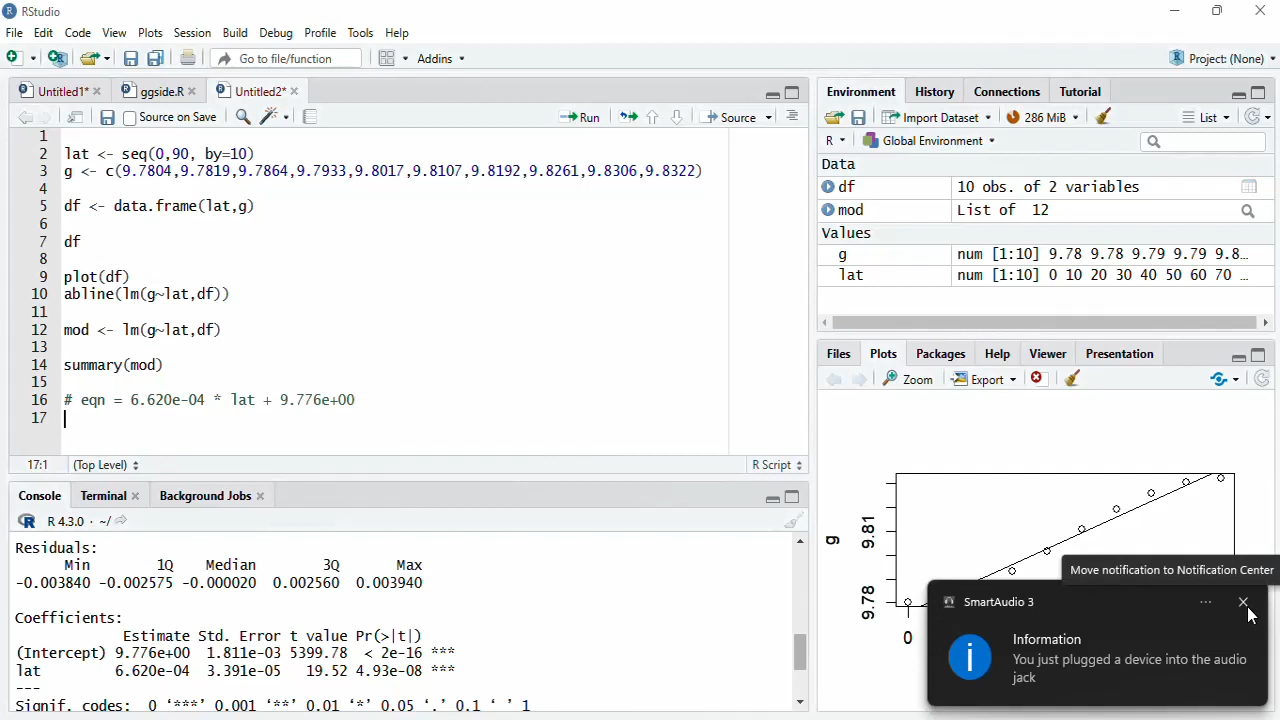 RStudio
File Edit Code View Plots Session Build Debug Profile Tools Help
Go to file/function Addins Project: (None)
Untitled1* ggside.R Untitled2*
Source on Save Run Source
1
2 lat <- seq(0,90, by=10)
3 g <- c(9.7804,9.7819,9.7864,9.7933,9.8017,9.8107,9.8192,9.8261,9.8306,9.8322)
4
5 df <- data.frame(lat,g)
6
7 df
8
9 plot(df)
10 abline(lm(g~lat,df))
11
12 mod <- lm(g~lat,df)
13
14 summary(mod)
15
16 # eqn = 6.620e-04 * lat + 9.776e+00
17
17:1 (Top Level) R Script
Console Terminal Background Jobs
R R 4.3.0 · ~/
Residuals:
Min 1Q Median 3Q Max
-0.003840 -0.002575 -0.000020 0.002560 0.003940
Coefficients:
Estimate Std. Error t value Pr(>|t|)
(Intercept) 9.776e+00 1.811e-03 5399.78 < 2e-16 ***
lat 6.620e-04 3.391e-05 19.52 4.93e-08 ***
---
Signif. codes: 0 ‘***’ 0.001 ‘**’ 0.01 ‘*’ 0.05 ‘.’ 0.1 ‘ ’ 1
Environment History Connections Tutorial
Import Dataset 286 MiB List
R Global Environment
Data
df 10 obs. of 2 variables
mod List of 12
Values
g num [1:10] 9.78 9.78 9.79 9.79 9.8…
lat num [1:10] 0 10 20 30 40 50 60 70 …
Files Plots Packages Help Viewer Presentation
Zoom Export
g
9.81
9.78
0
Move notification to Notification Center
SmartAudio 3
Information
You just plugged a device into the audio
jack